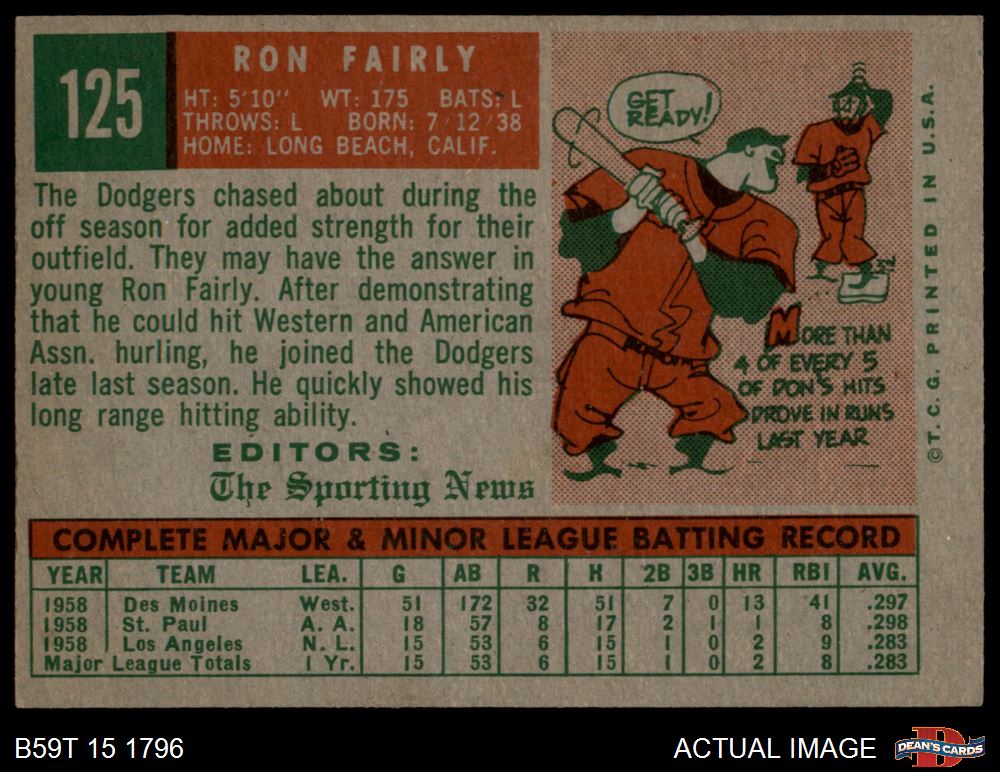 125
RON FAIRLY
HT: 5'10" WT: 175 BATS: L
THROWS: L BORN: 7/12/38
HOME: LONG BEACH, CALIF.
The Dodgers chased about during the
off season for added strength for their
outfield. They may have the answer in
young Ron Fairly. After demonstrating
that he could hit Western and American
Assn. hurling, he joined the Dodgers
late last season. He quickly showed his
long range hitting ability.
EDITORS:
The Sporting News
GET
READY!
MORE THAN
4 OF EVERY 5
OF RON'S HITS
DROVE IN RUNS
LAST YEAR
©T. C. G. PRINTED IN U.S.A.
COMPLETE MAJOR & MINOR LEAGUE BATTING RECORD
YEAR TEAM LEA. G AB R H 2B 3B HR RBI AVG.
1958 Des Moines West. 51 172 32 51 7 0 13 41 .297
1958 St. Paul A. A. 18 57 8 17 2 1 1 8 .298
1958 Los Angeles N. L. 15 53 6 15 1 0 2 9 .283
Major League Totals 1 Yr. 15 53 6 15 1 0 2 8 .283
B59T 15 1796
ACTUAL IMAGE
DEAN'S CARDS